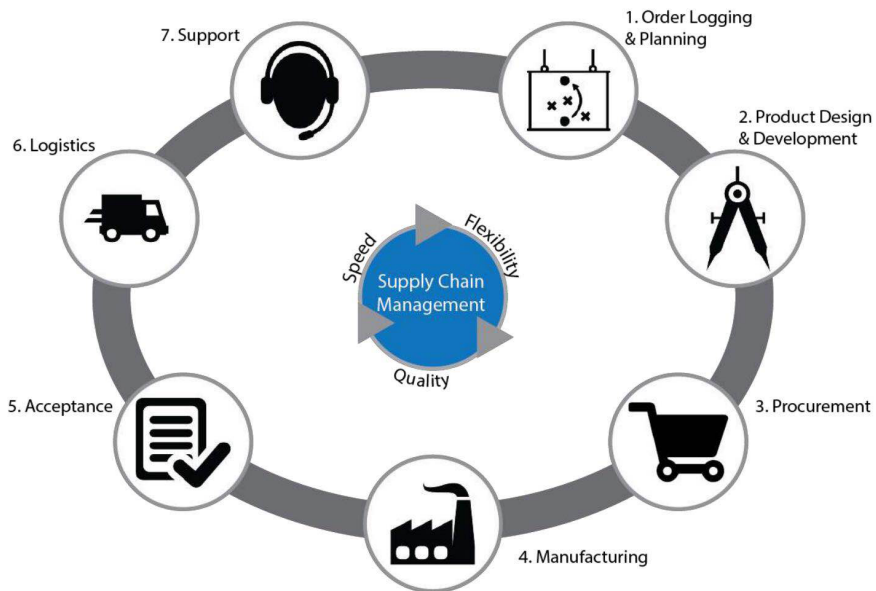 1. Order Logging
& Planning
2. Product Design
& Development
3. Procurement
4. Manufacturing
5. Acceptance
6. Logistics
7. Support
Speed
Flexibility
Quality
Supply Chain
Management